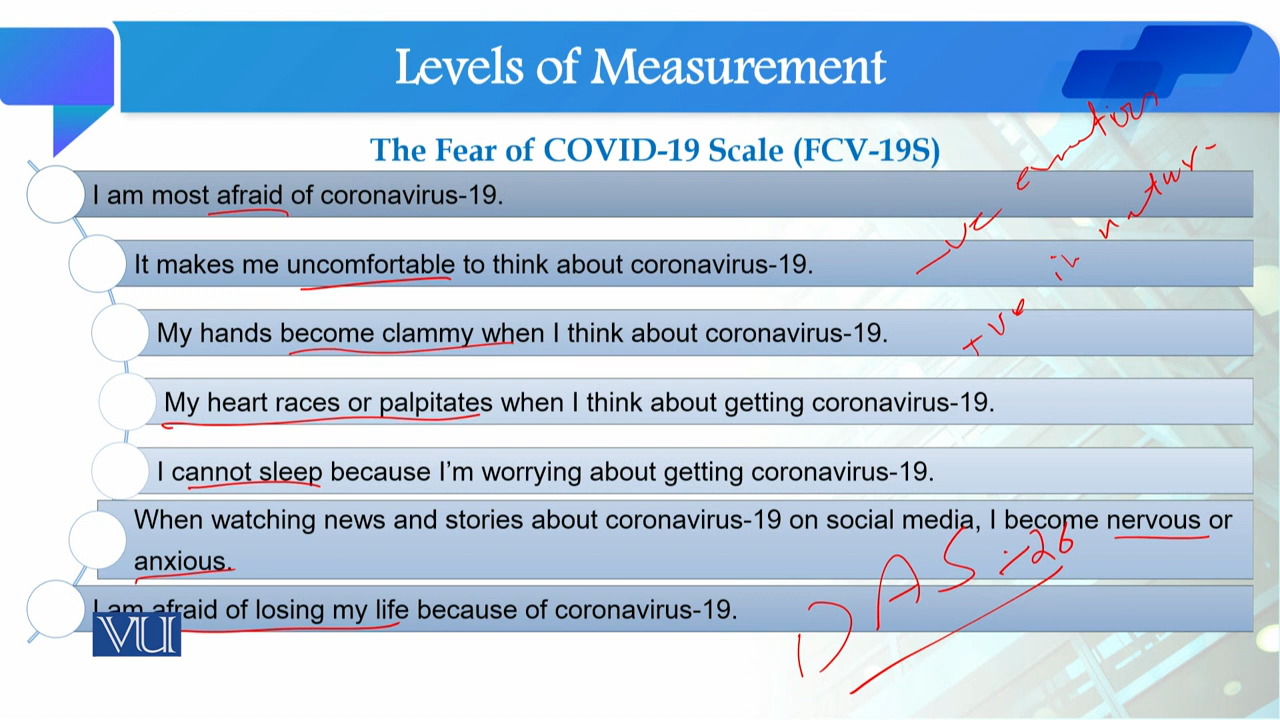 Levels of Measurement
The Fear of COVID-19 Scale (FCV-19S)
I am most afraid of coronavirus-19.
It makes me uncomfortable to think about coronavirus-19.
My hands become clammy when I think about coronavirus-19.
My heart races or palpitates when I think about getting coronavirus-19.
I cannot sleep because I'm worrying about getting coronavirus-19.
When watching news and stories about coronavirus-19 on social media, I become nervous or
anxious.
I am afraid of losing my life because of coronavirus-19.
-ve emotion
+ve in
DAS-26
VU